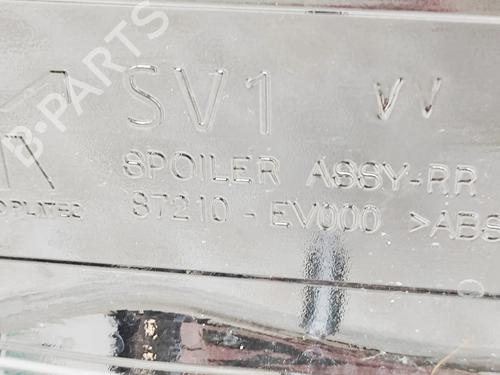 B-PARTS
SV1
SPOILER ASSY-RR
87210-EV000 >ABS